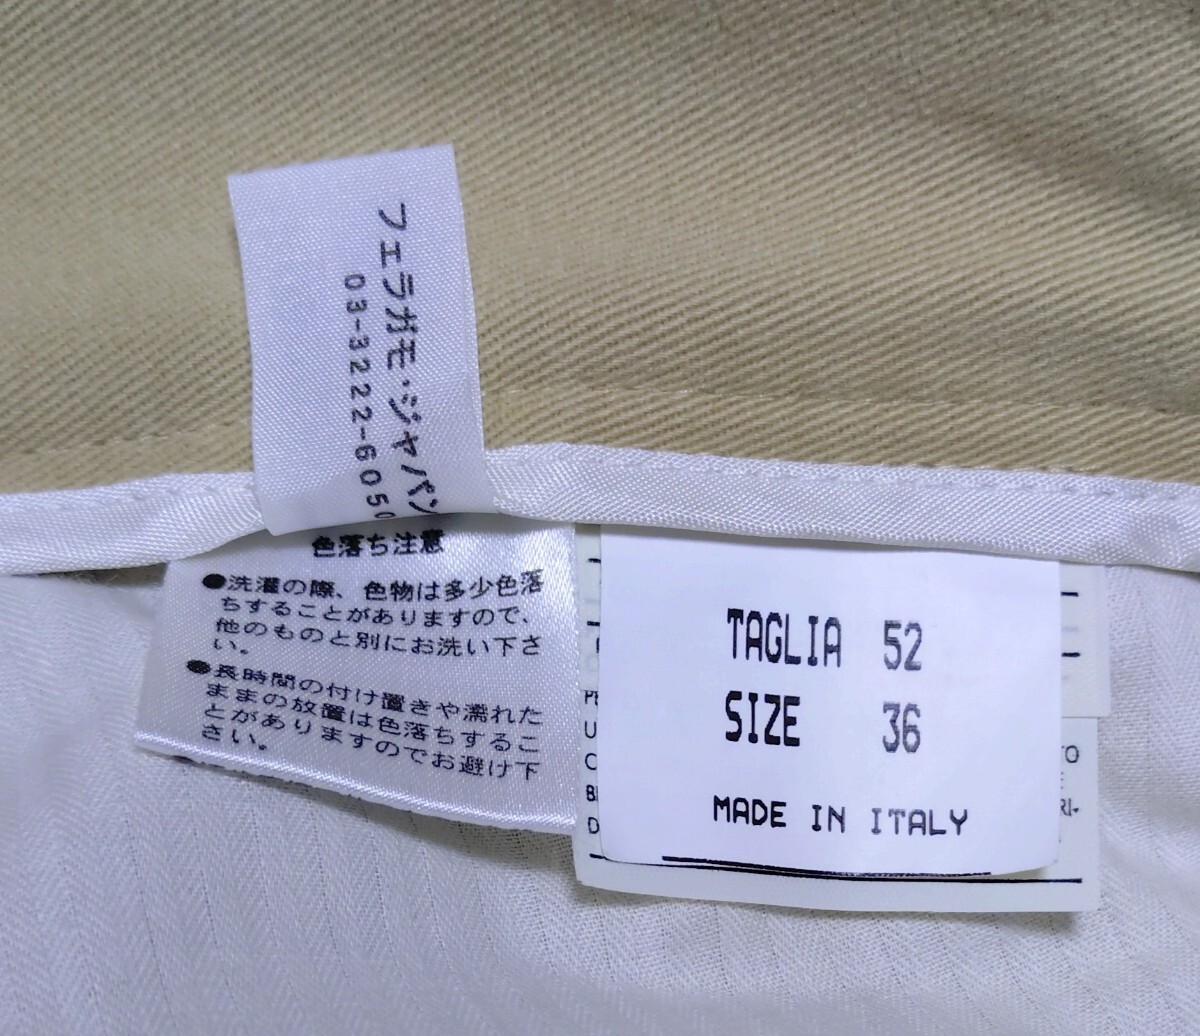 フェラガモ・ジャパン
03-3222-6050
色落ち注意
●洗濯の際、色物は多少色落
ちすることがありますので、
他のものと別にお洗い下さ
い。
●長時間の付け置きや濡れた
ままの放置は色落ちするこ
とがありますのでお避け下
さい。
TAGLIA 52
SIZE 36
MADE IN ITALY